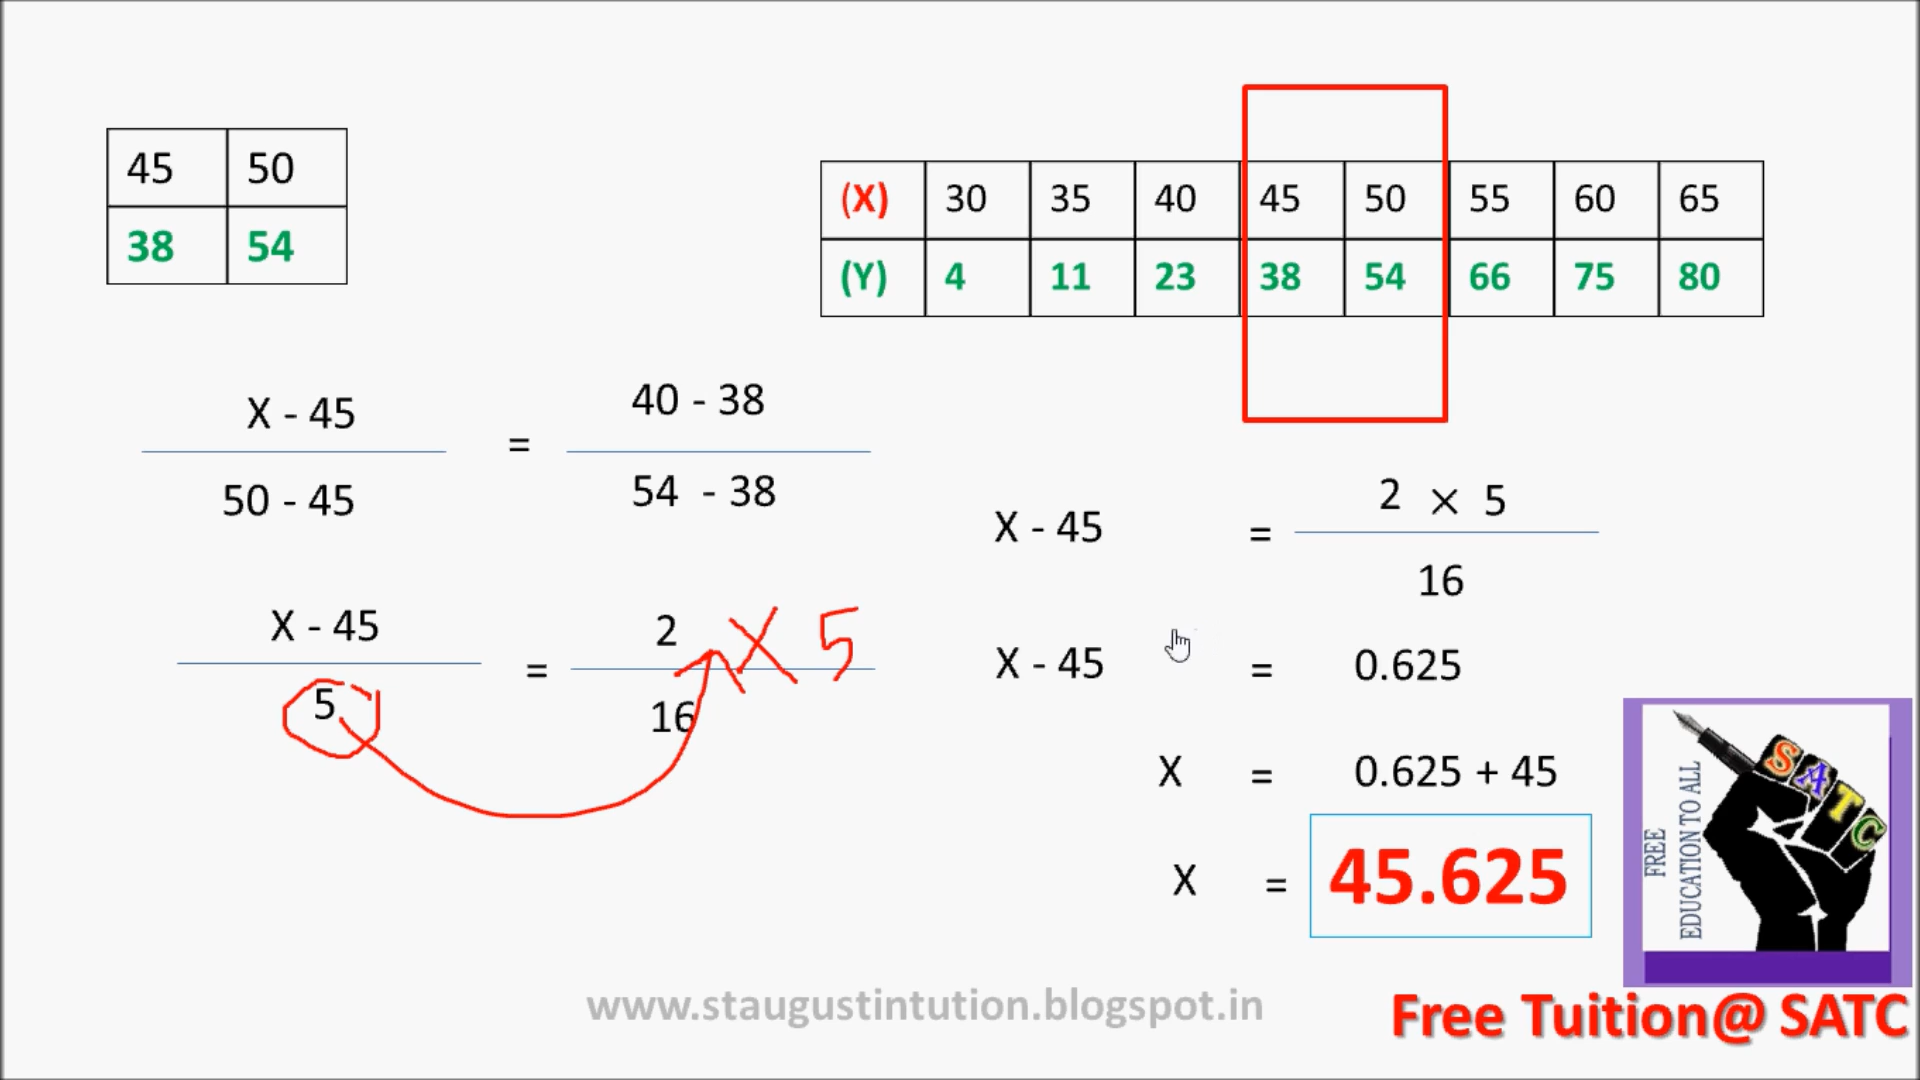 45 50
38 54
(X) 30 35 40 45 50 55 60 65
(Y) 4 11 23 38 54 66 75 80
X - 45 = 40 - 38
50 - 45 54 - 38
X - 45 = 2 X 5
5 16
X - 45 = 2 × 5
16
X - 45 = 0.625
X = 0.625 + 45
X = 45.625
FREE
EDUCATION TO ALL
SATC
www.staugustintution.blogspot.in
Free Tuition@ SATC